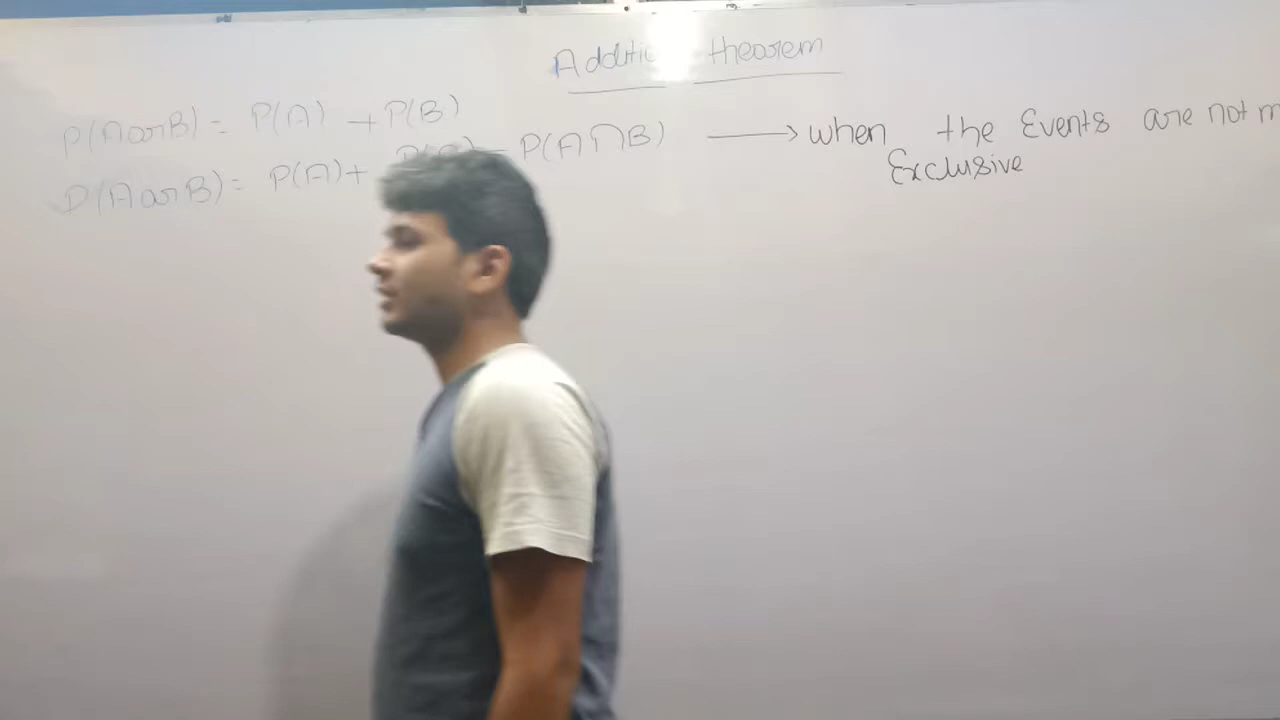 Additi theorem
P(A or B) = P(A) + P(B)
P(A or B) = P(A) + P(B) - P(A∩B) ⟶ when the Events are not m
Exclusive